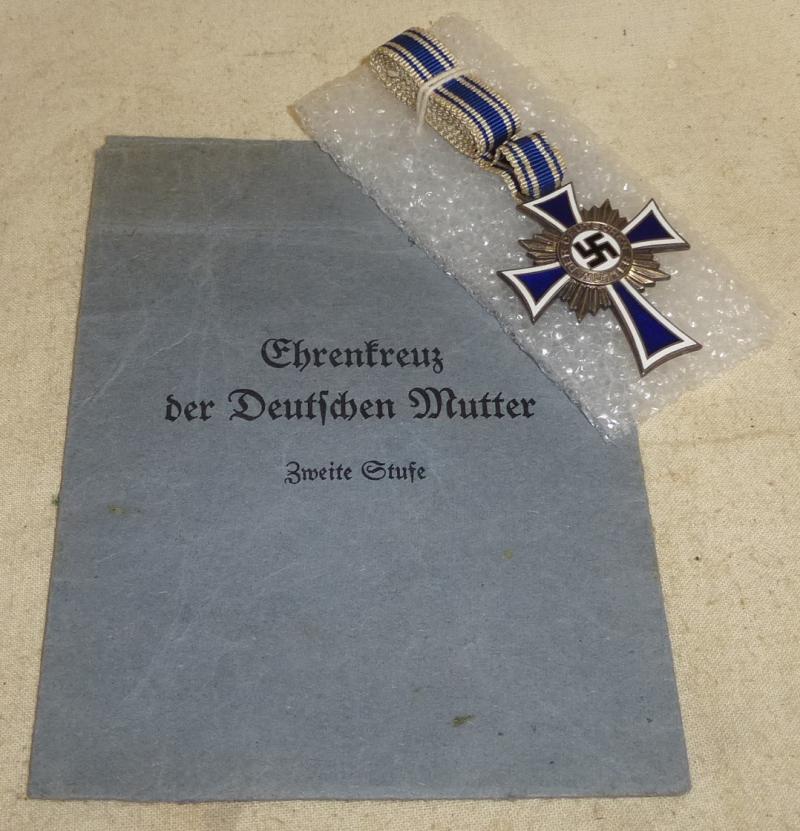 Ehrenkreuz
der Deutschen Mutter
Zweite Stufe